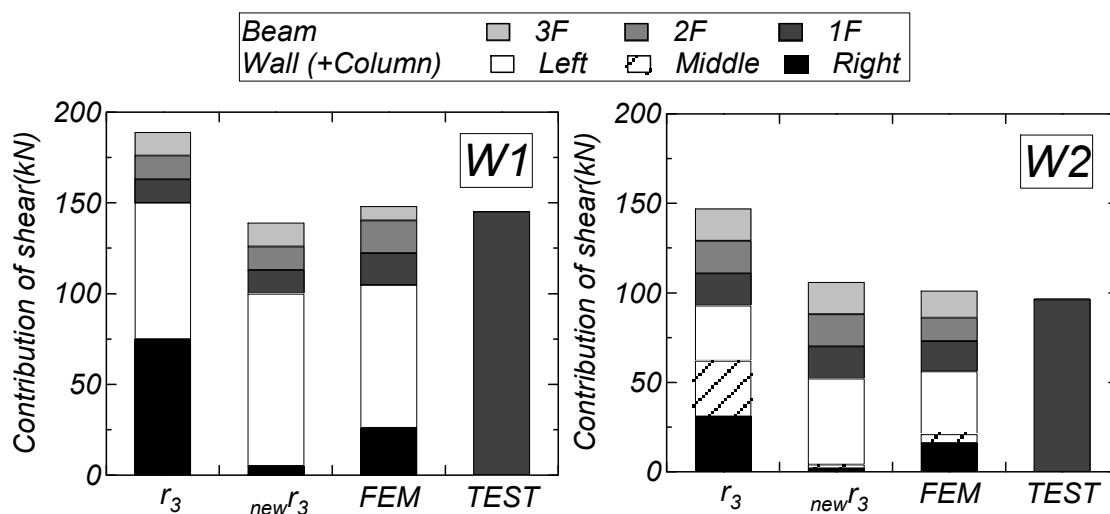 Beam 3F 2F 1F
Wall (+Column) Left Middle Right
Contribution of shear(kN)
200
150
100
50
0
W1
r3 newr3 FEM TEST
Contribution of shear(kN)
200
150
100
50
0
W2
r3 newr3 FEM TEST